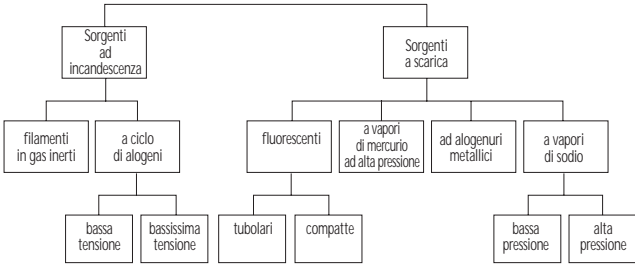 Sorgenti
ad
incandescenza
Sorgenti
a scarica
filamenti
in gas inerti
a ciclo
di alogeni
fluorescenti
a vapori
di mercurio
ad alta pressione
ad alogenuri
metallici
a vapori
di sodio
bassa
tensione
bassissima
tensione
tubolari
compatte
bassa
pressione
alta
pressione